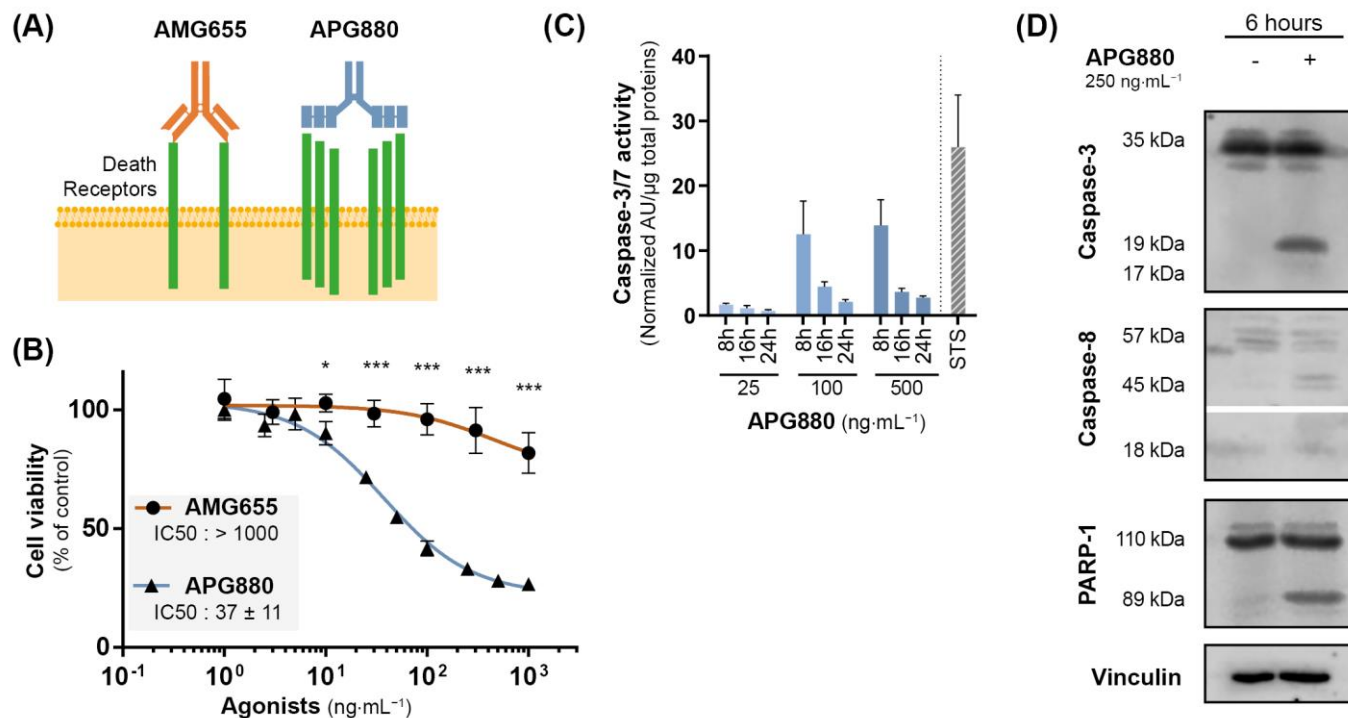 (A)
AMG655
APG880
Death
Receptors
(B)
Cell viability
(% of control)
100
50
0
* *** *** *** ***
AMG655
IC50 : > 1000
APG880
IC50 : 37 ± 11
10⁻¹ 10⁰ 10¹ 10² 10³
Agonists (ng·mL⁻¹)
(C)
Caspase-3/7 activity
(Normalized AU/µg total proteins)
40
30
20
10
0
8h 16h 24h 8h 16h 24h 8h 16h 24h STS
25 100 500
APG880 (ng·mL⁻¹)
(D)
6 hours
APG880 - +
250 ng·mL⁻¹
Caspase-3
35 kDa
19 kDa
17 kDa
Caspase-8
57 kDa
45 kDa
18 kDa
PARP-1
110 kDa
89 kDa
Vinculin